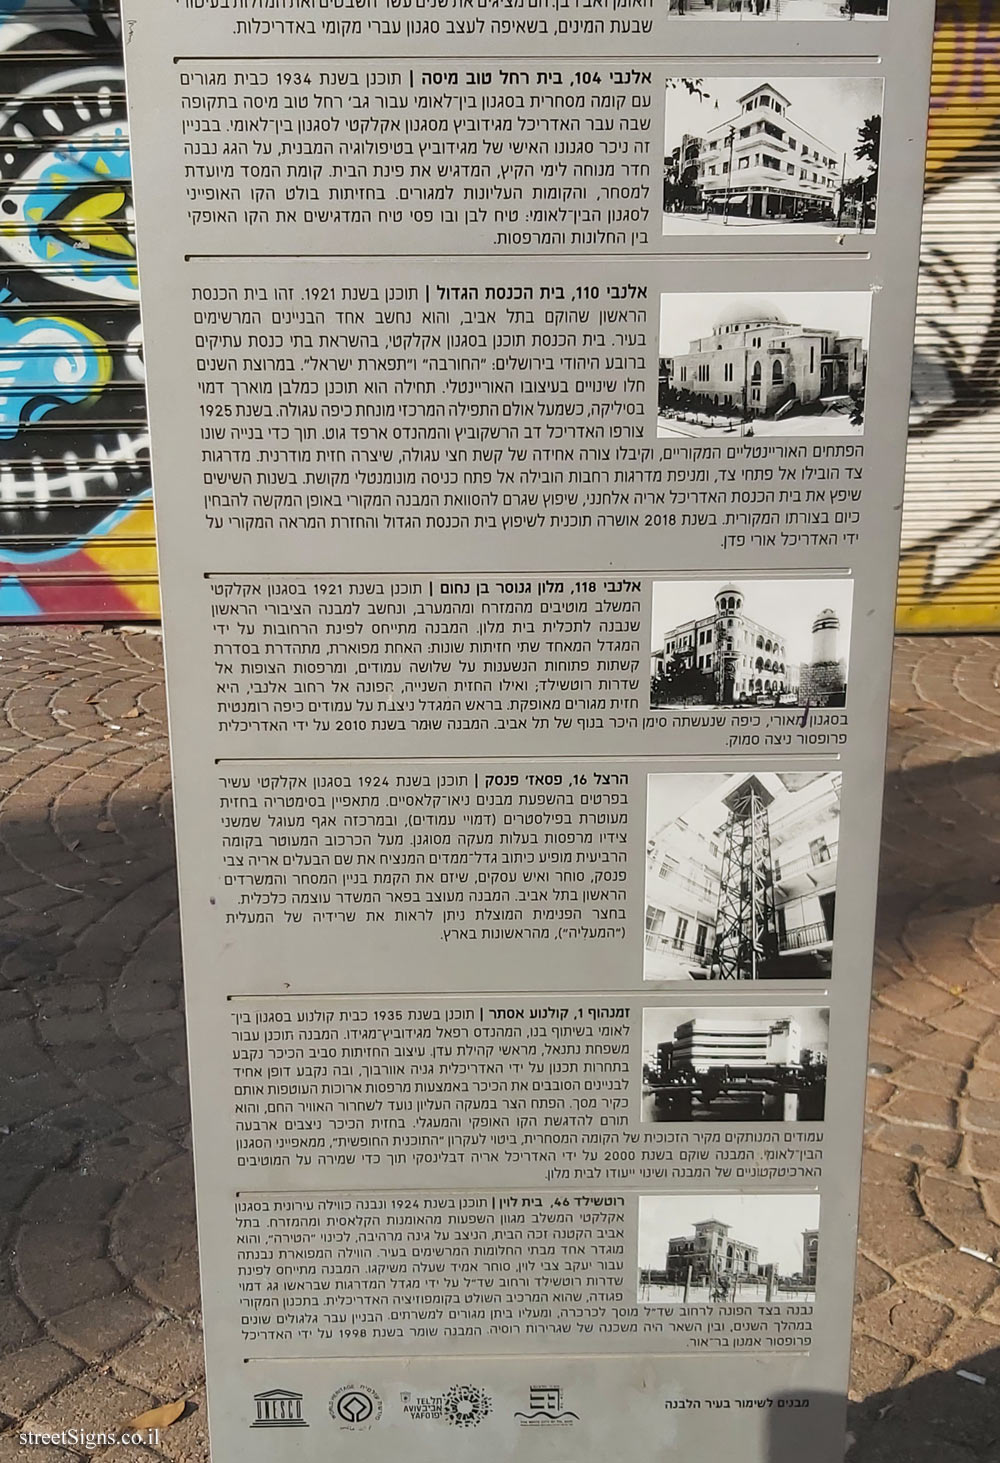 שבעת המינים, בשאיפה לעצב סגנון עברי מקומי באדריכלות.
אלנבי 104, בית רחל טוב מיסה | תוכנן בשנת 1934 כבית מגורים
עם קומה מסחרית בסגנון בין־לאומי עבור גב׳ רחל טוב מיסה בתקופה
שבה עבר האדריכל מגידוביץ מסגנון אקלקטי לסגנון בין־לאומי. בבניין
זה ניכר סגנונו האישי של מגידוביץ בטיפולוגיה המבנית, על הגג נבנה
חדר מנוחה לימי הקיץ, המדגיש את פינת הבית. קומת המסד מיועדת
למסחר, והקומות העליונות למגורים. בחזיתות בולט הקו האופייני
לסגנון הבין־לאומי: טיח לבן ובו פסי טיח המדגישים את הקו האופקי
בין החלונות והמרפסות.
אלנבי 110, בית הכנסת הגדול | תוכנן בשנת 1921. זהו בית הכנסת
הראשון שהוקם בתל אביב, והוא נחשב אחד הבניינים המרשימים
בעיר. בית הכנסת תוכנן בסגנון אקלקטי, בהשראת בתי כנסת עתיקים
ברובע היהודי בירושלים: ״החורבה״ ו״תפארת ישראל״. במרוצת השנים
חלו שינויים בעיצובו האוריינטלי. תחילה הוא תוכנן כמלבן מוארך דמוי
בסיליקה, כשמעל אולם התפילה המרכזי מונחת כיפה עגולה. בשנת 1925
צורפו האדריכל דב הרשקוביץ והמהנדס ארפד גוט. תוך כדי בנייה שונו
הפתחים האוריינטליים המקוריים, וקיבלו צורה אחידה של קשת חצי עגולה, שיצרה חזית מודרנית. מדרגות
צד הובילו אל פתחי צד, ומניפת מדרגות רחבות הובילה אל פתח כניסה מונומנטלי מקושת. בשנות השישים
שיפץ את בית הכנסת האדריכל אריה אלחנני, שיפוץ שגרם להסוואת המבנה המקורי באופן המקשה להבחין
כיום בצורתו המקורית. בשנת 2018 אושרה תוכנית לשיפוץ בית הכנסת הגדול והחזרת המראה המקורי על
ידי האדריכל אורי פדן.
אלנבי 118, מלון גנוסר בן נחום | תוכנן בשנת 1921 בסגנון אקלקטי
המשלב מוטיבים מהמזרח ומהמערב, ונחשב למבנה הציבורי הראשון
שנבנה לתכלית בית מלון. המבנה מתייחס לפינת הרחובות על ידי
המגדל המאחד שתי חזיתות שונות: האחת מפוארת, מתהדרת בסדרת
קשתות פתוחות הנשענות על שלושה עמודים, ומרפסות הצופות אל
שדרות רוטשילד; ואילו החזית השנייה, הפונה אל רחוב אלנבי, היא
חזית מגורים מאופקת. בראש המגדל ניצבת על עמודים כיפה רומנטית
בסגנון מאורי, כיפה שנעשתה סימן היכר בנוף של תל אביב. המבנה שומר בשנת 2010 על ידי האדריכלית
פרופסור ניצה סמוק.
הרצל 16, פסאז׳ פנסק | תוכנן בשנת 1924 בסגנון אקלקטי עשיר
בפרטים בהשפעת מבנים ניאו־קלאסיים. מתאפיין בסימטריה בחזית
מעוטרת בפילסטרים (דמויי עמודים), ובמרכזה אגף מעוגל שמשני
צידיו מרפסות בעלות מעקה מסוגנן. מעל הכרכוב המעוטר בקומה
הרביעית מופיע כיתוב גדל־ממדים המנציח את שם הבעלים אריה צבי
פנסק, סוחר ואיש עסקים, שיזם את הקמת בניין המסחר והמשרדים
הראשון בתל אביב. המבנה מעוצב בפאר המשדר עוצמה כלכלית.
בחצר הפנימית המוצלת ניתן לראות את שרידיה של המעלית
(״המעליה״), מהראשונות בארץ.
זמנהוף 1, קולנוע אסתר | תוכנן בשנת 1935 כבית קולנוע בסגנון בין־
לאומי בשיתוף בנו, המהנדס רפאל מגידוביץ־מגידו. המבנה תוכנן עבור
משפחת נתנאל, מראשי קהילת עדן. עיצוב החזיתות סביב הכיכר נקבע
בתחרות תכנון על ידי האדריכלית גניה אוורבוך, ובה נקבע דופן אחיד
לבניינים הסובבים את הכיכר באמצעות מרפסות ארוכות העוטפות אותם
כקיר מסך. הפתח הצר במעקה העליון נועד לשחרור האוויר החם, והוא
תורם להדגשת הקו האופקי והמעגלי. בחזית הכיכר ניצבים ארבעה
עמודים המנותקים מקיר הזכוכית של הקומה המסחרית, ביטוי לעקרון ״התוכנית החופשית״, ממאפייני הסגנון
הבין־לאומי. המבנה שוקם בשנת 2000 על ידי האדריכל אריה דבלינסקי תוך כדי שמירה על המוטיבים
הארכיטקטוניים של המבנה ושינוי ייעודו לבית מלון.
רוטשילד 46, בית לוין | תוכנן בשנת 1924 ונבנה כווילה עירונית בסגנון
אקלקטי המשלב מגוון השפעות מהאומנות הקלאסית ומהמזרח. בתל
אביב הקטנה זכה הבית, הניצב על גינה מרהיבה, לכינוי ״הטירה״, והוא
מוגדר אחד מבתי החלומות המרשימים בעיר. הווילה המפוארת נבנתה
עבור יעקב צבי לוין, סוחר אמיד שעלה משיקגו. המבנה מתייחס לפינת
שדרות רוטשילד ורחוב שד״ל על ידי מגדל המדרגות שבראשו גג דמוי
פגודה, שהוא המרכיב השולט בקומפוזיציה האדריכלית. בתכנון המקורי
נבנה בצד הפונה לרחוב שד״ל מוסך לכרכרה, ומעליו ביתן מגורים למשרתים. הבניין עבר גלגולים שונים
במהלך השנים, ובין השאר היה משכנה של שגרירות רוסיה. המבנה שומר בשנת 1998 על ידי האדריכל
פרופסור אמנון בר־אור.
מבנים לשימור בעיר הלבנה
תל אביב יפו
TEL AVIV YAFO
UNESCO
streetSigns.co.il